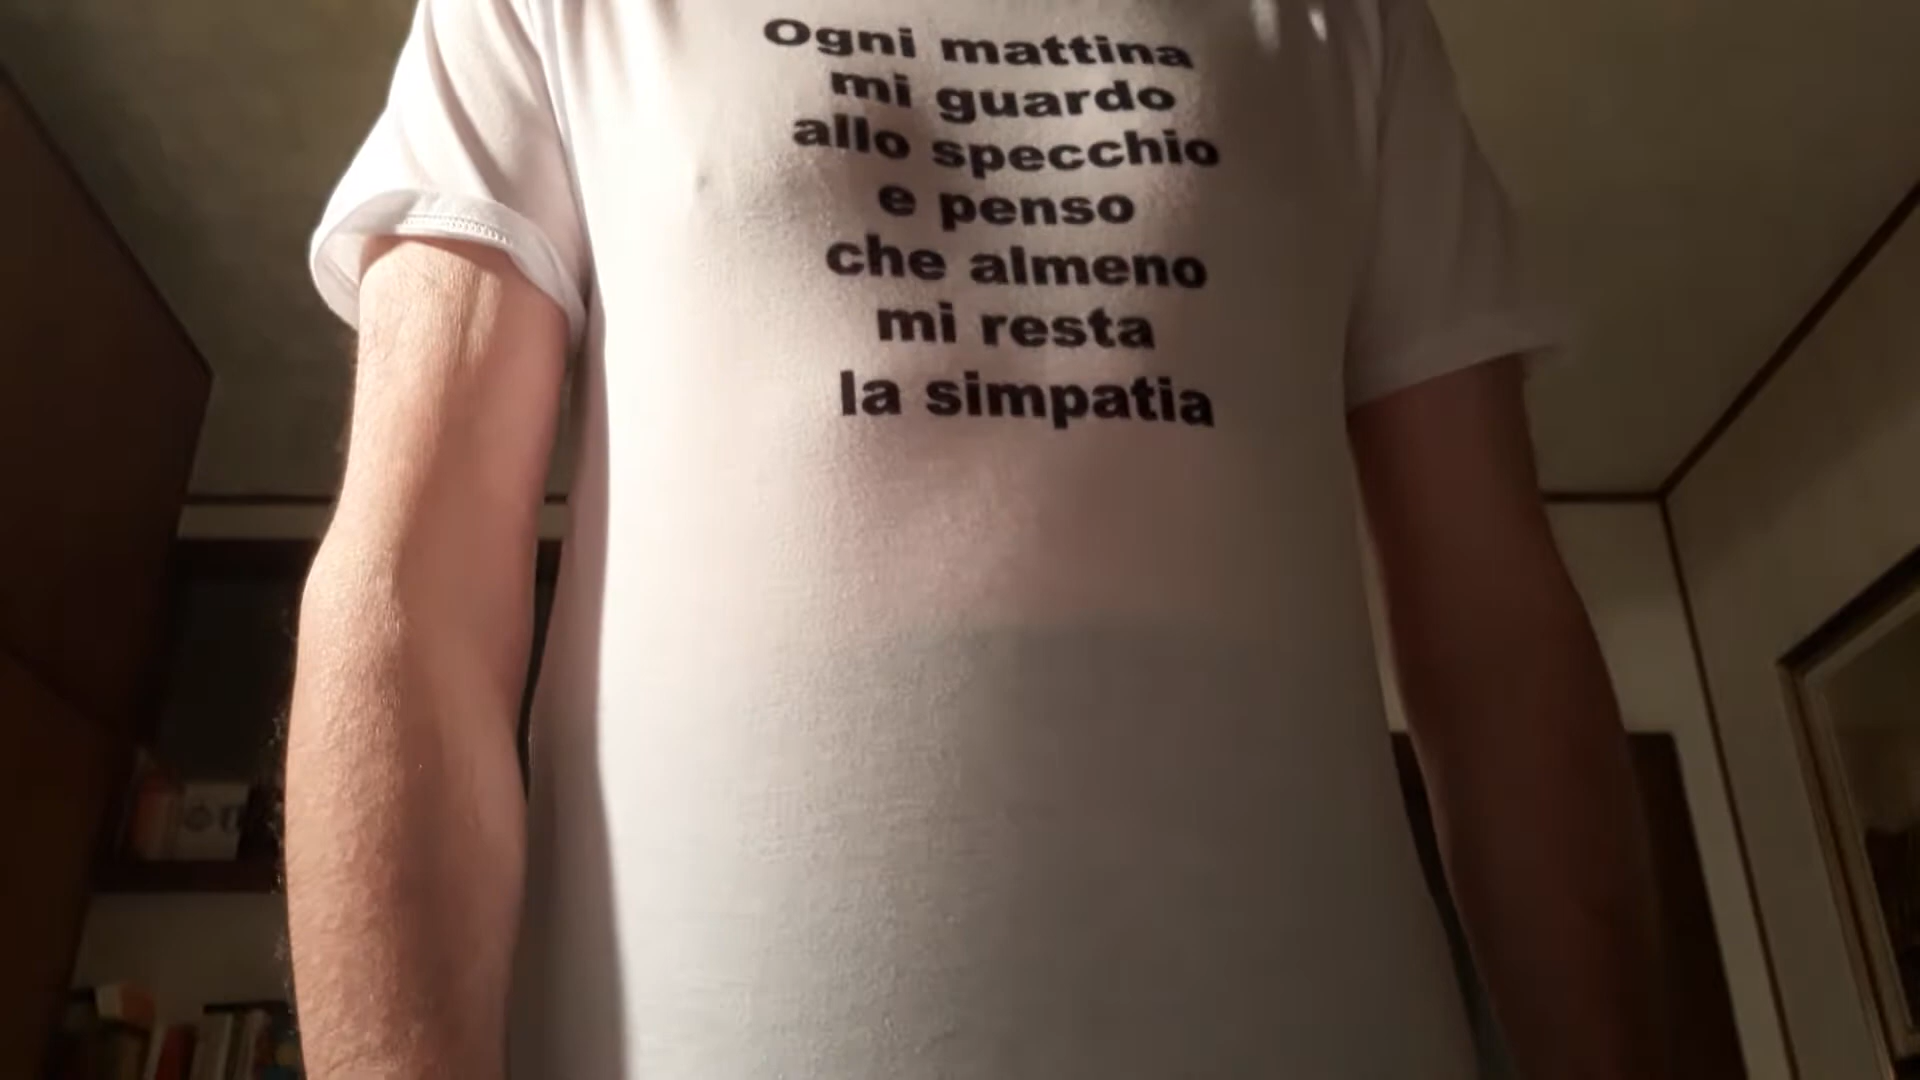 Ogni mattina
mi guardo
allo specchio
e penso
che almeno
mi resta
la simpatia